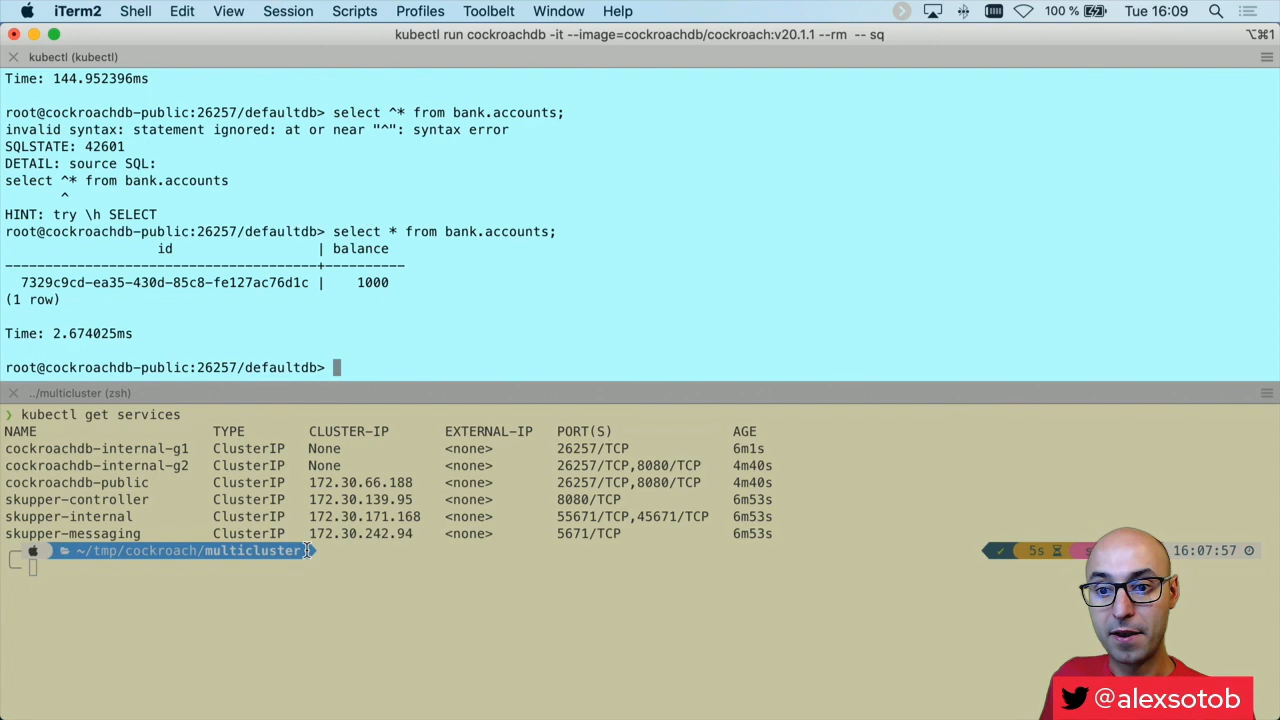 iTerm2 Shell Edit View Session Scripts Profiles Toolbelt Window Help 100 % Tue 16:09
kubectl run cockroachdb -it --image=cockroachdb/cockroach:v20.1.1 --rm -- sq ⌥⌘1
kubectl (kubectl)
Time: 144.952396ms
root@cockroachdb-public:26257/defaultdb> select ^* from bank.accounts;
invalid syntax: statement ignored: at or near "^": syntax error
SQLSTATE: 42601
DETAIL: source SQL:
select ^* from bank.accounts
^
HINT: try \h SELECT
root@cockroachdb-public:26257/defaultdb> select * from bank.accounts;
id | balance
---------------------------------------+----------
7329c9cd-ea35-430d-85c8-fe127ac76d1c | 1000
(1 row)
Time: 2.674025ms
root@cockroachdb-public:26257/defaultdb>
../multicluster (zsh)
❯ kubectl get services
NAME TYPE CLUSTER-IP EXTERNAL-IP PORT(S) AGE
cockroachdb-internal-g1 ClusterIP None <none> 26257/TCP 6m1s
cockroachdb-internal-g2 ClusterIP None <none> 26257/TCP,8080/TCP 4m40s
cockroachdb-public ClusterIP 172.30.66.188 <none> 26257/TCP,8080/TCP 4m40s
skupper-controller ClusterIP 172.30.139.95 <none> 8080/TCP 6m53s
skupper-internal ClusterIP 172.30.171.168 <none> 55671/TCP,45671/TCP 6m53s
skupper-messaging ClusterIP 172.30.242.94 <none> 5671/TCP 6m53s
~/tmp/cockroach/multicluster ✔ 5s 16:07:57
@alexsotob